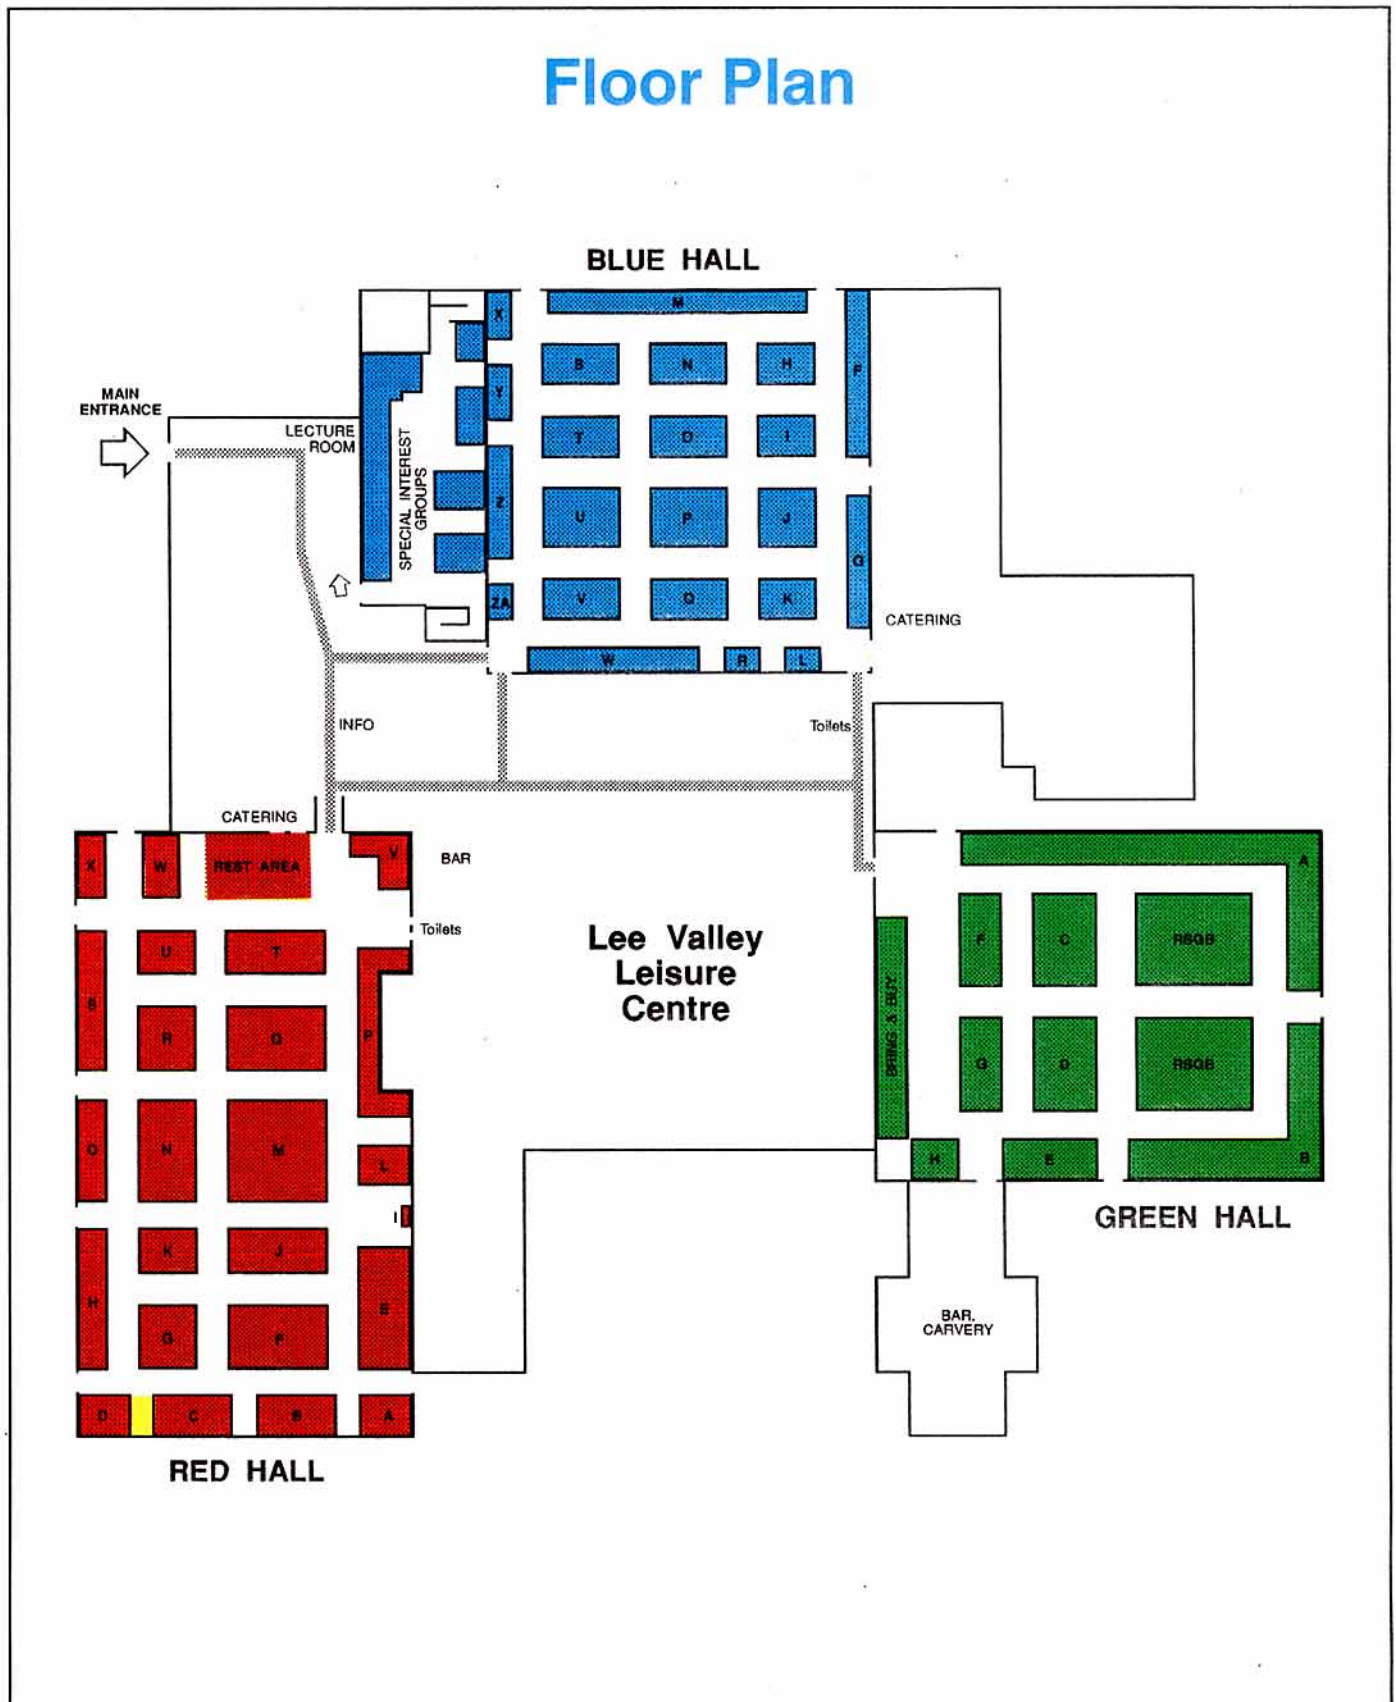 Floor Plan
BLUE HALL
X
M
B
N
H
Y
T
I
Z
U
P
J
ZA
V
K
W
R
L
MAIN
ENTRANCE
LECTURE
ROOM
SPECIAL INTEREST
GROUPS
CATERING
INFO
Toilets
CATERING
X
W
REST AREA
V
BAR
Toilets
U
T
R
P
N
M
L
I
K
J
H
G
F
E
D
C
B
A
RED HALL
Lee Valley
Leisure
Centre
A
F
C
RSGB
BRING & BUY
G
D
RSGB
H
E
B
GREEN HALL
BAR,
CARVERY